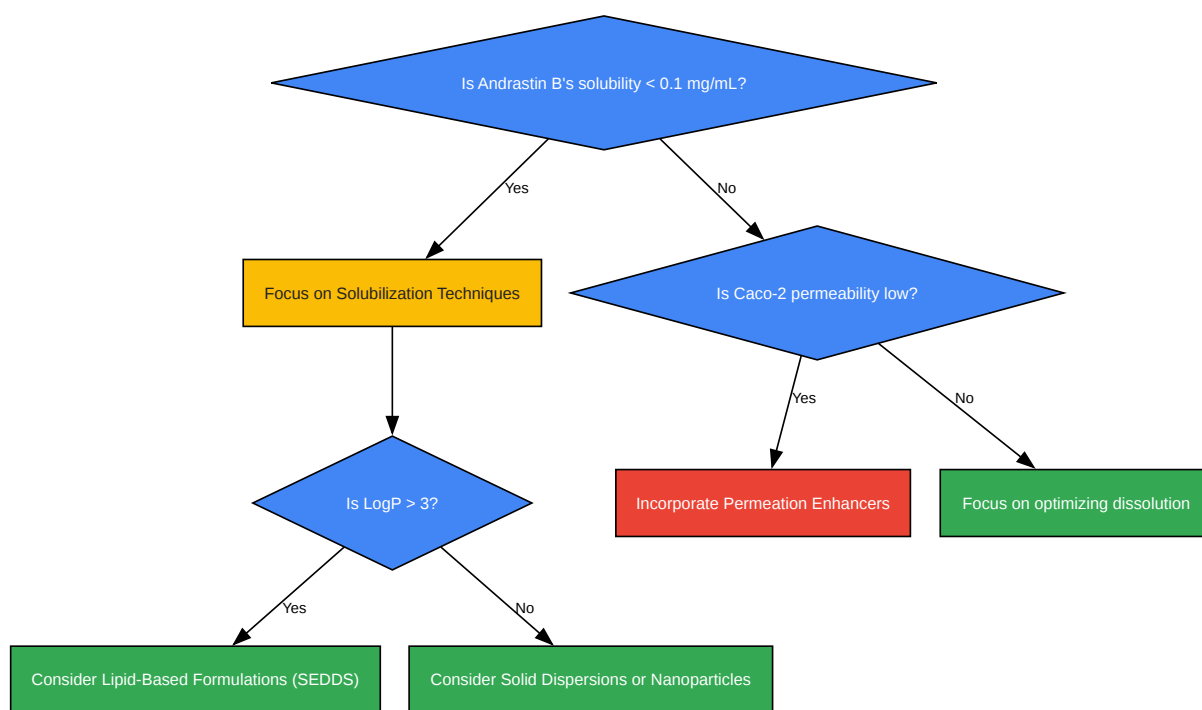 Is Andrastin B's solubility < 0.1 mg/mL?
Yes
No
Focus on Solubilization Techniques
Is Caco-2 permeability low?
Yes
No
Is LogP > 3?
Incorporate Permeation Enhancers
Focus on optimizing dissolution
Yes
No
Consider Lipid-Based Formulations (SEDDS)
Consider Solid Dispersions or Nanoparticles